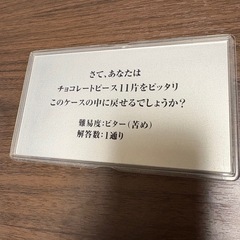 さて、あなたは
チョコレートピース11片をピッタリ
このケースの中に戻せるでしょうか？
難易度：ビター(苦め)
解答数：1通り